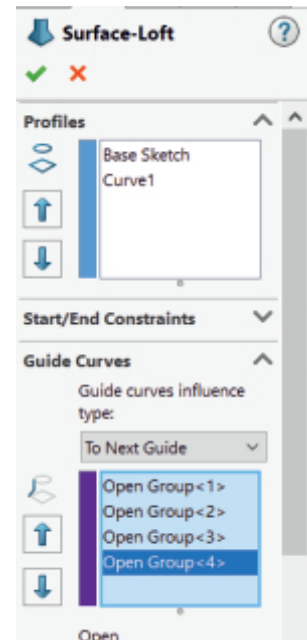 Surface-Loft
?
Profiles
Base Sketch
Curve1
Start/End Constraints
Guide Curves
Guide curves influence
type:
To Next Guide
Open Group<1>
Open Group<2>
Open Group<3>
Open Group<4>
Open